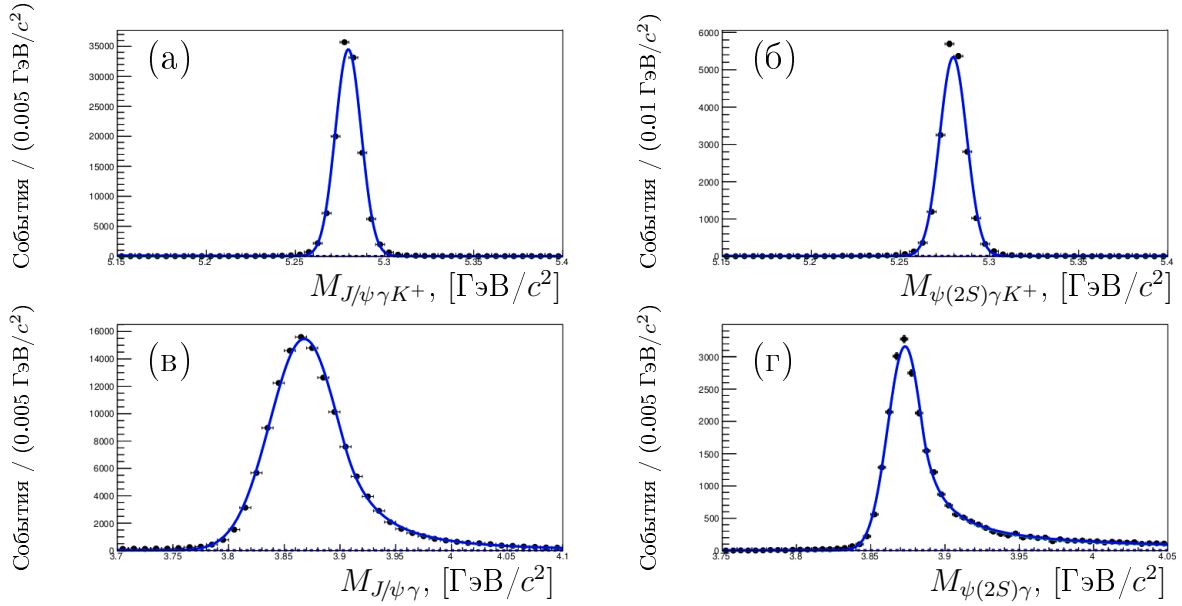 События / (0.005 ГэВ/c²)
(а)
35000
30000
25000
20000
15000
10000
5000
0
5.15 5.2 5.25 5.3 5.35 5.4
M_{J/ψγK⁺}, [ГэВ/c²]
События / (0.01 ГэВ/c²)
(б)
6000
5000
4000
3000
2000
1000
0
5.15 5.2 5.25 5.3 5.35 5.4
M_{ψ(2S)γK⁺}, [ГэВ/c²]
События / (0.005 ГэВ/c²)
(в)
16000
14000
12000
10000
8000
6000
4000
2000
0
3.7 3.75 3.8 3.85 3.9 3.95 4 4.05 4.1
M_{J/ψγ}, [ГэВ/c²]
События / (0.005 ГэВ/c²)
(г)
3000
2500
2000
1500
1000
500
0
3.75 3.8 3.85 3.9 3.95 4 4.05
M_{ψ(2S)γ}, [ГэВ/c²]